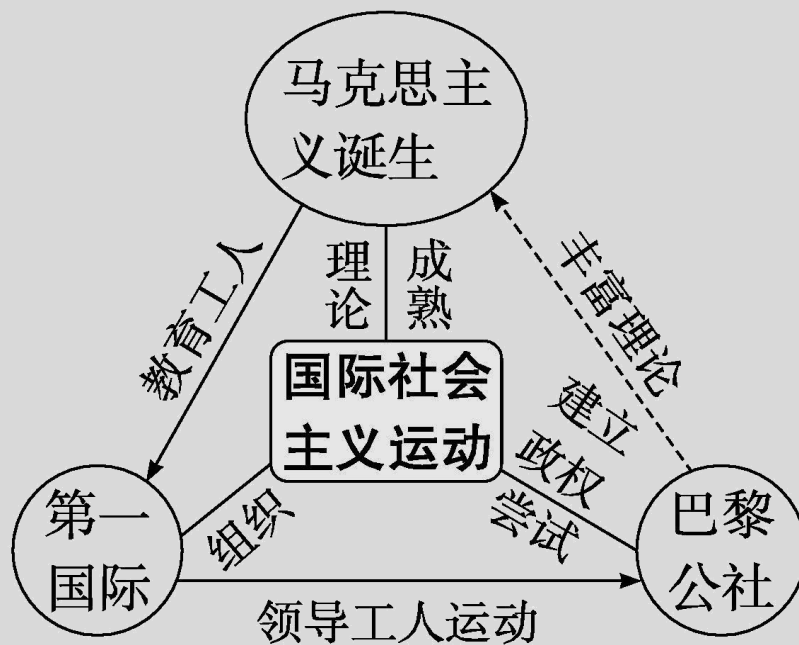 马克思主
义诞生
教育工人
理论
成熟
丰富理论
国际社会
主义运动
建立
政权
尝试
第一
国际
组织
巴黎
公社
领导工人运动